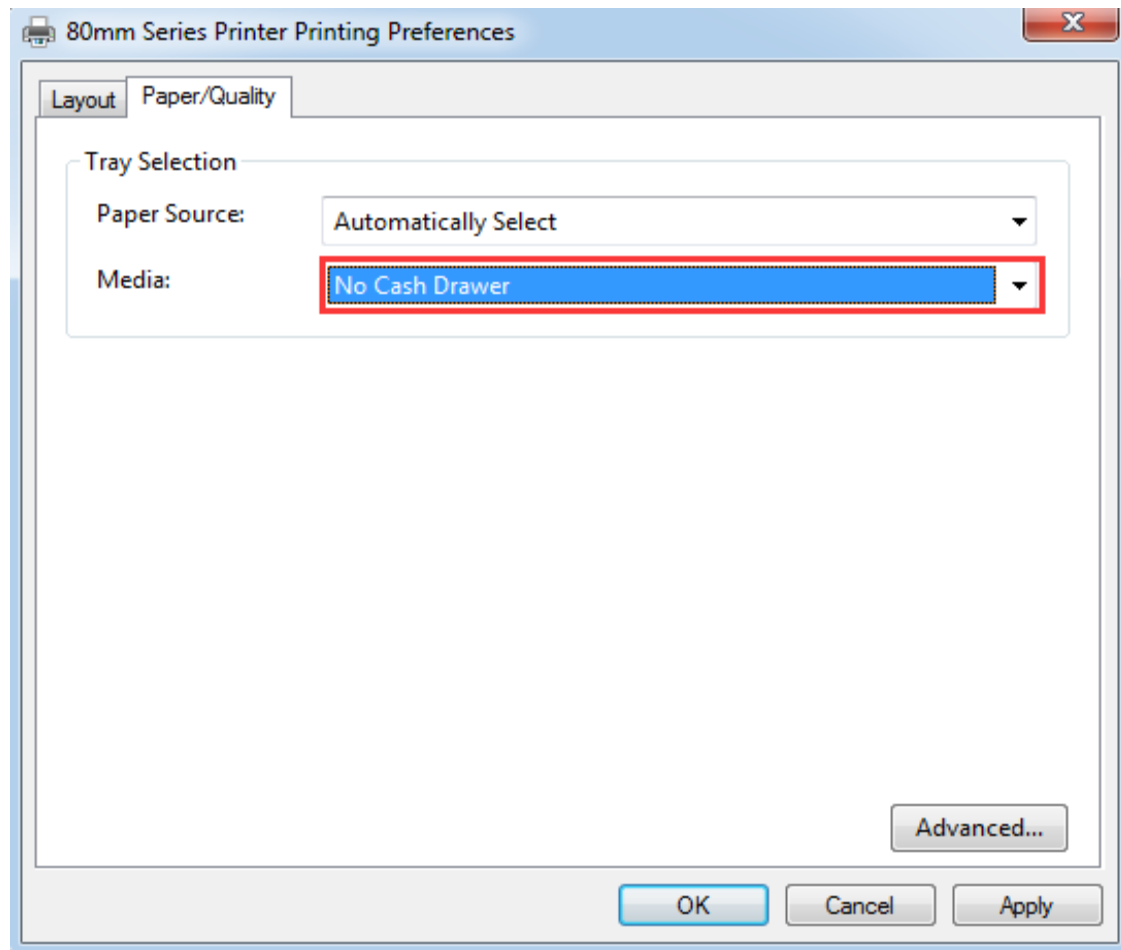 80mm Series Printer Printing Preferences
Layout Paper/Quality
Tray Selection
Paper Source: Automatically Select
Media: No Cash Drawer
Advanced...
OK Cancel Apply